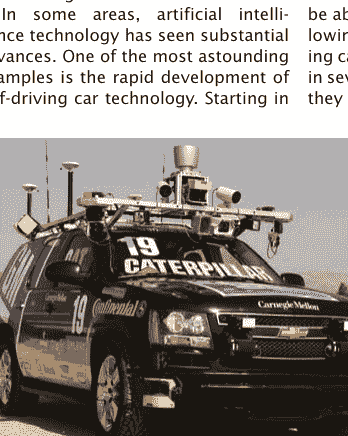 In some areas, artificial intelli-
nce technology has seen substantial
vances. One of the most astounding
amples is the rapid development of
f-driving car technology. Starting in
be ab
lowin
ing ca
in sev
they
19
CATERPILLAR
Carnegie Mellon
Continental
19